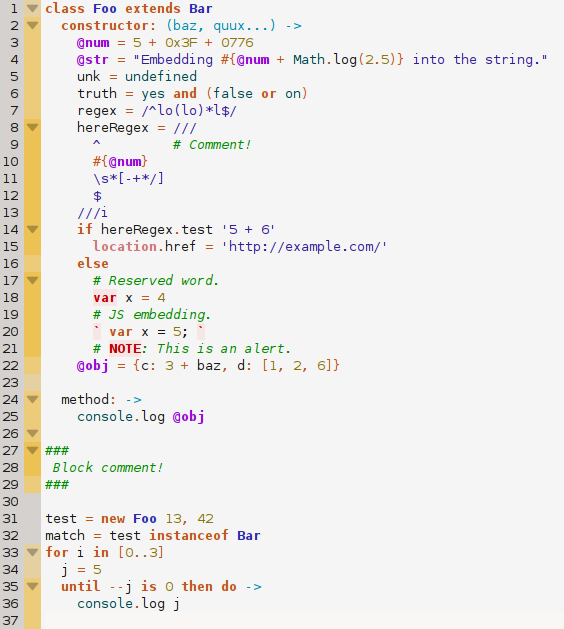 1 class Foo extends Bar
2   constructor: (baz, quux...) ->
3     @num = 5 + 0x3F + 0776
4     @str = "Embedding #{@num + Math.log(2.5)} into the string."
5     unk = undefined
6     truth = yes and (false or on)
7     regex = /^lo(lo)*l$/
8     hereRegex = ///
9       ^         # Comment!
10       #{@num}
11       \s*[-+*/]
12       $
13     ///i
14     if hereRegex.test '5 + 6'
15       location.href = 'http://example.com/'
16     else
17       # Reserved word.
18       var x = 4
19       # JS embedding.
20       ` var x = 5; `
21       # NOTE: This is an alert.
22     @obj = {c: 3 + baz, d: [1, 2, 6]}
23
24   method: ->
25     console.log @obj
26
27 ###
28  Block comment!
29 ###
30
31 test = new Foo 13, 42
32 match = test instanceof Bar
33 for i in [0..3]
34   j = 5
35   until --j is 0 then do ->
36     console.log j
37